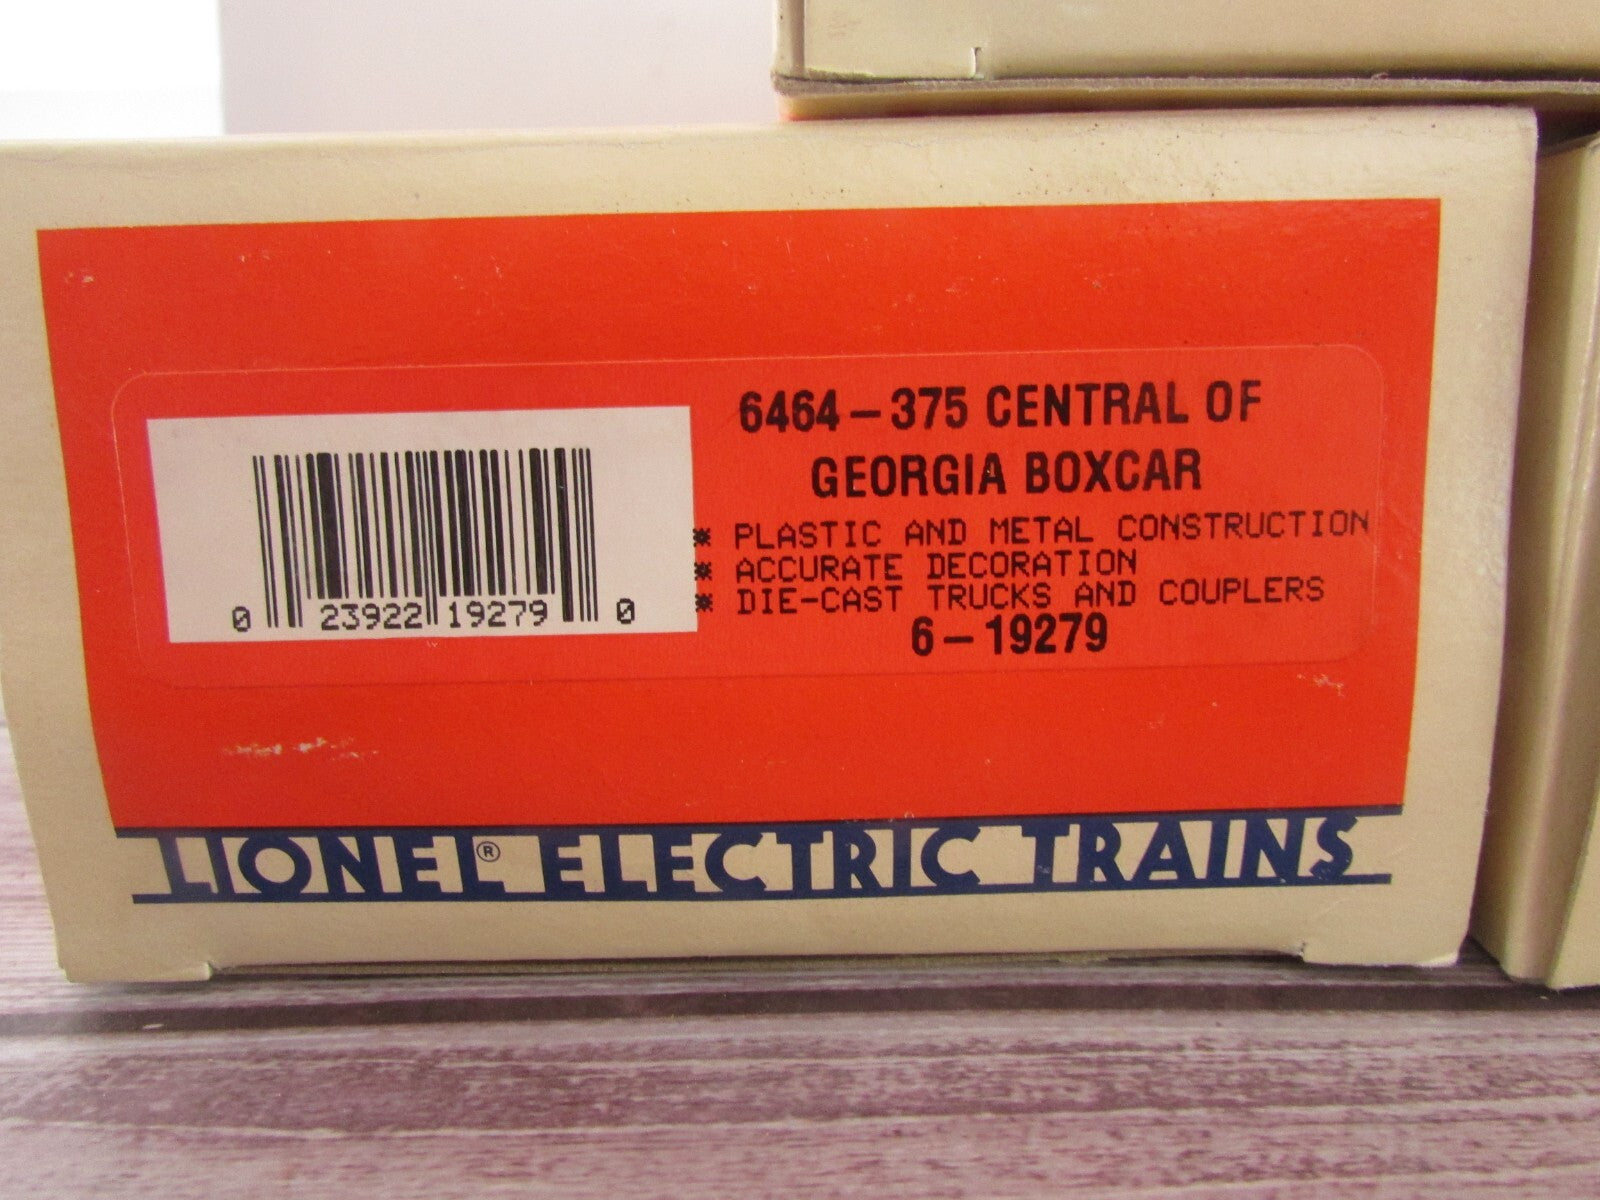 6464-375 CENTRAL OF
GEORGIA BOXCAR
* PLASTIC AND METAL CONSTRUCTION
* ACCURATE DECORATION
* DIE-CAST TRUCKS AND COUPLERS
6-19279
0 23922 19279 0
LIONEL® ELECTRIC TRAINS